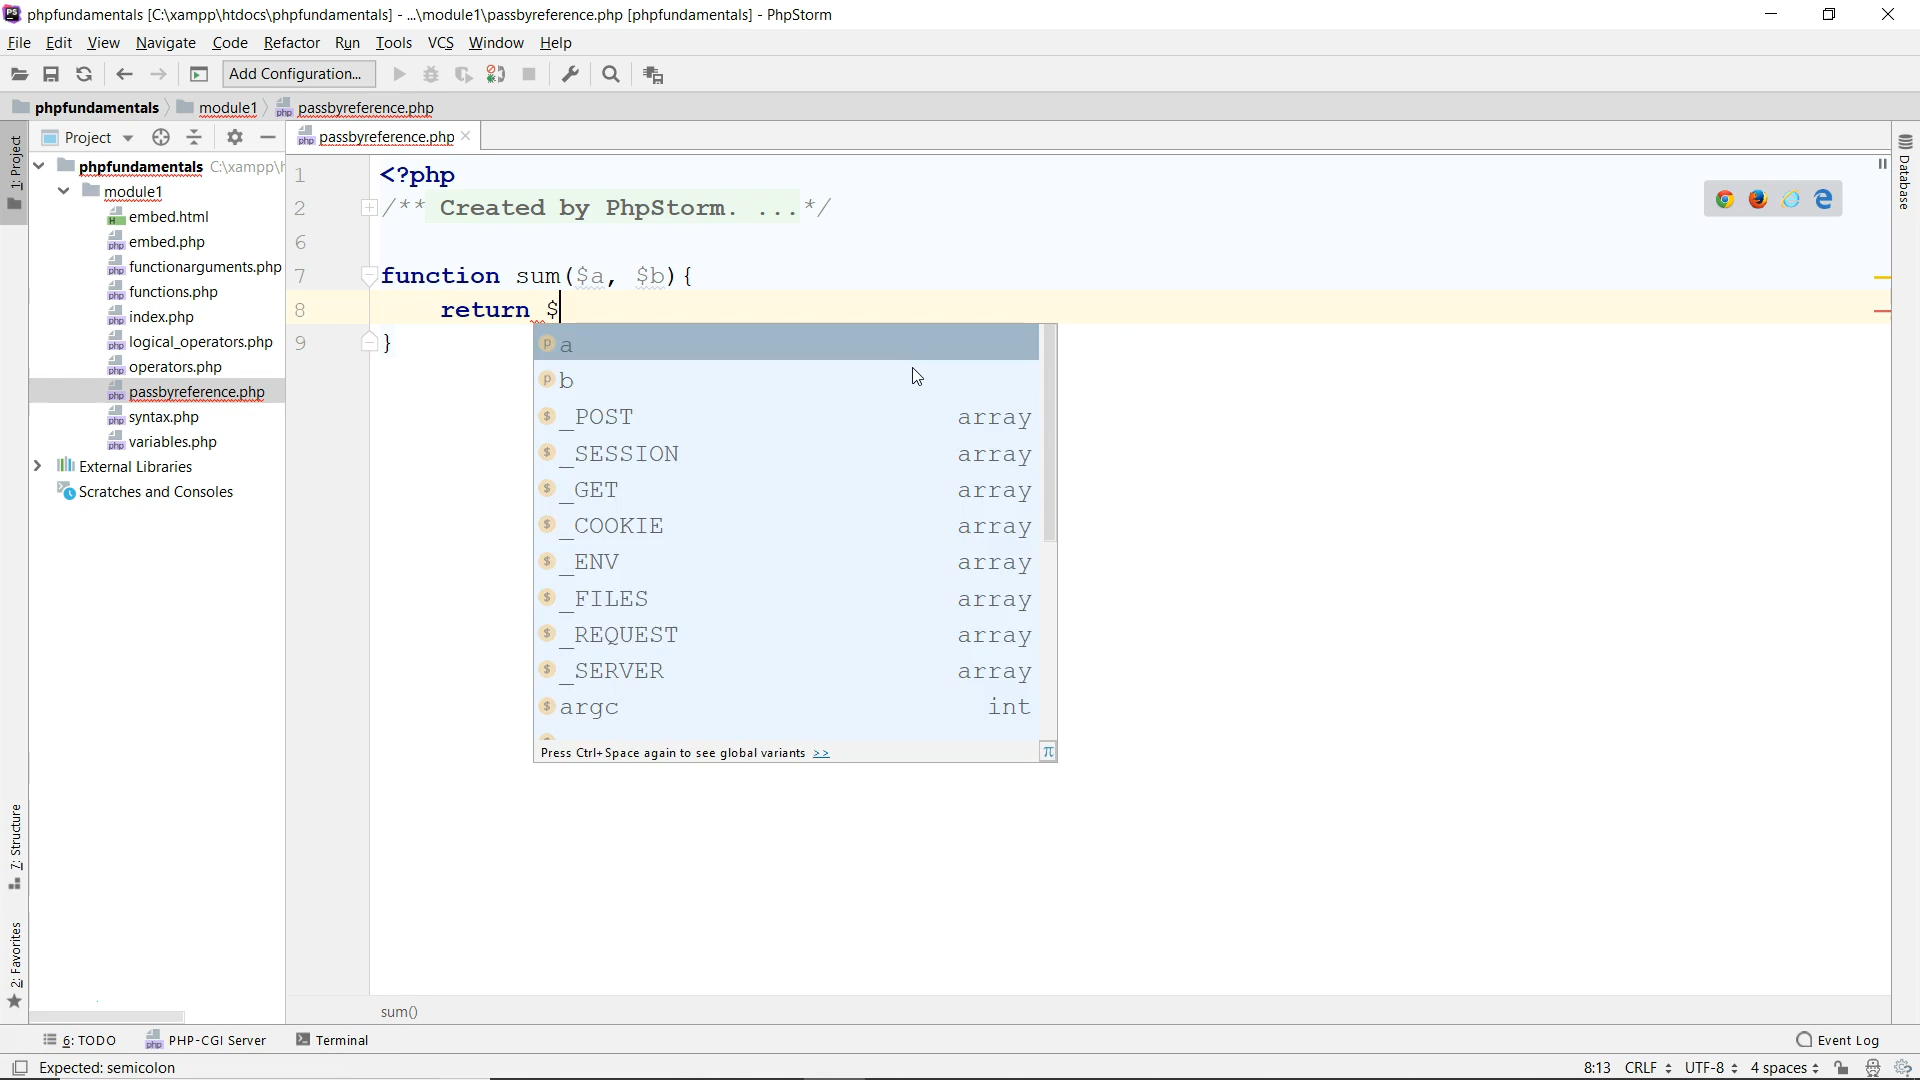 phpfundamentals [C:\xampp\htdocs\phpfundamentals] - ...\module1\passbyreference.php [phpfundamentals] - PhpStorm
File Edit View Navigate Code Refactor Run Tools VCS Window Help
Add Configuration...
phpfundamentals module1 passbyreference.php
1: Project
Project
passbyreference.php
Database
phpfundamentals C:\xampp\h
module1
embed.html
embed.php
functionarguments.php
functions.php
index.php
logical_operators.php
operators.php
passbyreference.php
syntax.php
variables.php
External Libraries
Scratches and Consoles
1 <?php
2 /** Created by PhpStorm. ...*/
6
7 function sum($a, $b){
8 return $
9 }
a
b
_POST array
_SESSION array
_GET array
_COOKIE array
_ENV array
_FILES array
_REQUEST array
_SERVER array
argc int
Press Ctrl+Space again to see global variants >>
π
7: Structure
2: Favorites
sum()
6: TODO PHP-CGI Server Terminal Event Log
Expected: semicolon 8:13 CRLF UTF-8 4 spaces